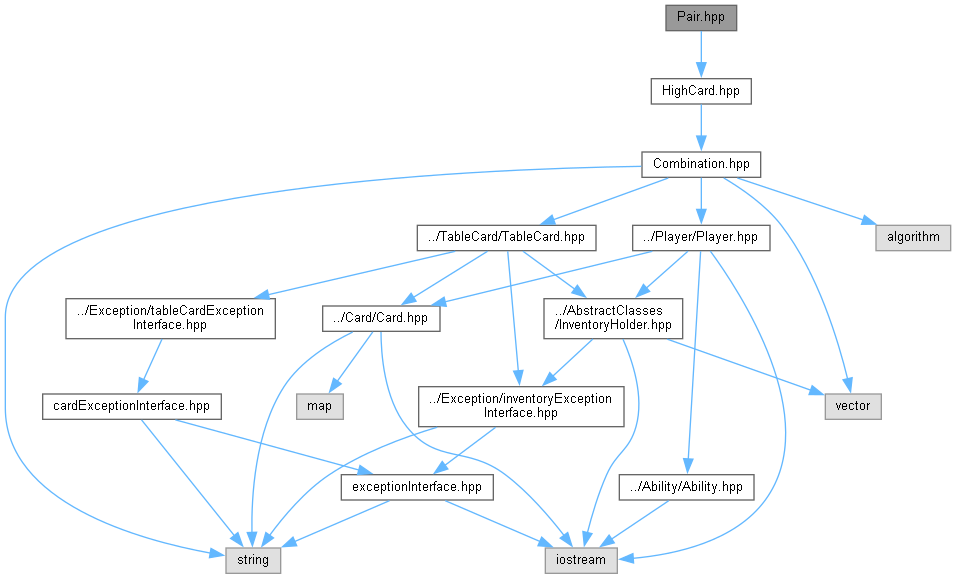 Pair.hpp
HighCard.hpp
Combination.hpp
../TableCard/TableCard.hpp
../Player/Player.hpp
algorithm
../Exception/tableCardException
Interface.hpp
../Card/Card.hpp
../AbstractClasses
/InventoryHolder.hpp
cardExceptionInterface.hpp
map
../Exception/inventoryException
Interface.hpp
vector
exceptionInterface.hpp
../Ability/Ability.hpp
string
iostream